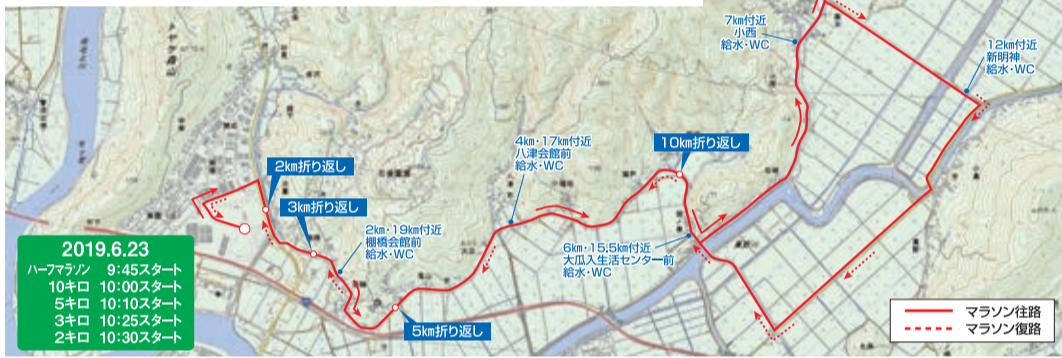 7km付近
小西
給水・WC
12km付近
新明神
給水・WC
4km・17km付近
八津会館前
給水・WC
10km折り返し
2km折り返し
3km折り返し
2km・19km付近
棚橋会館前
給水・WC
6km・15.5km付近
大瓜入生活センター前
給水・WC
5km折り返し
2019.6.23
ハーフマラソン 9:45スタート
10キロ 10:00スタート
5キロ 10:10スタート
3キロ 10:25スタート
2キロ 10:30スタート
マラソン往路
マラソン復路